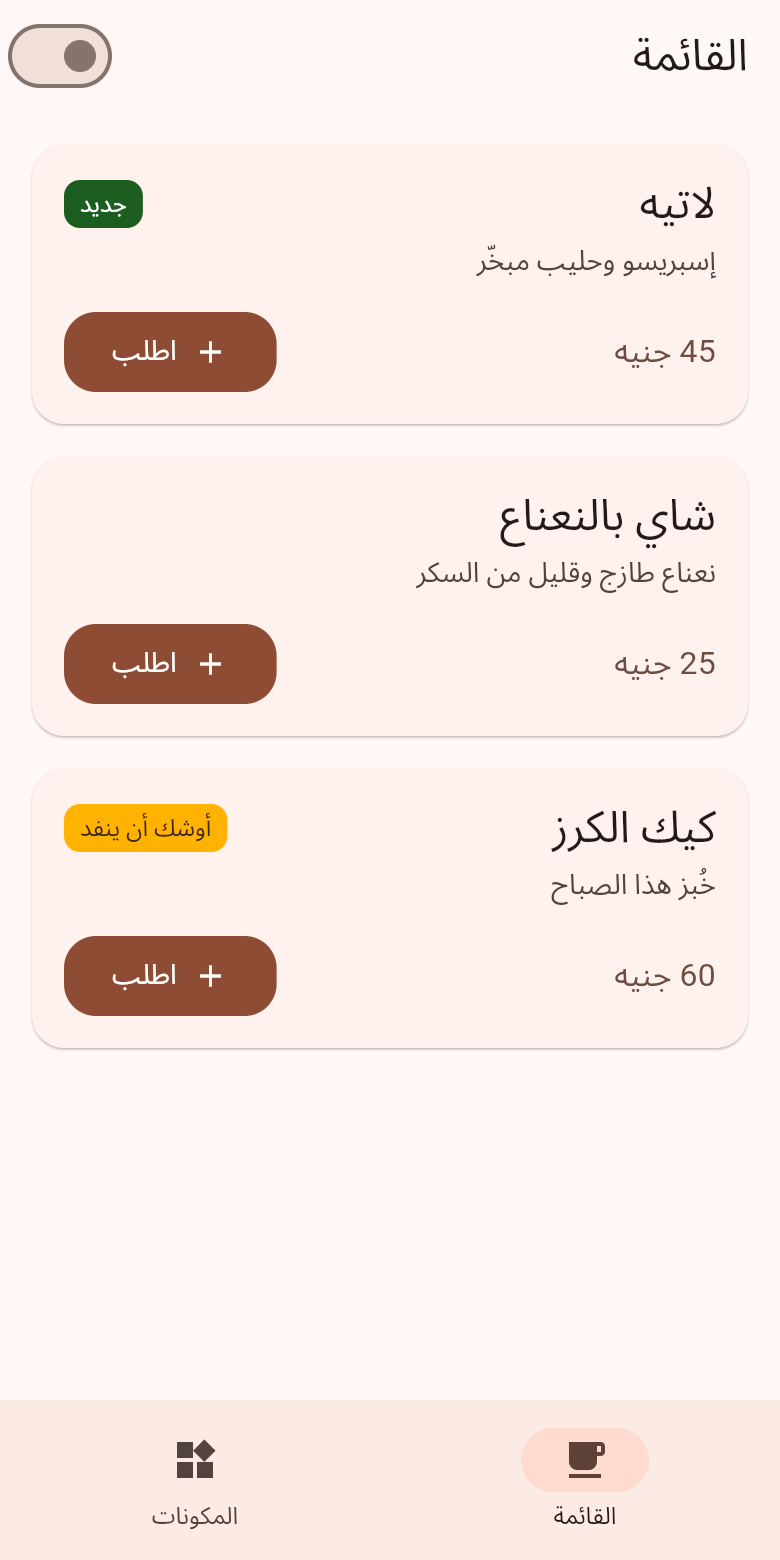 القائمة
لاتيه
جديد
إسبريسو وحليب مبخّر
45 جنيه
اطلب
شاي بالنعناع
نعناع طازج وقليل من السكر
25 جنيه
اطلب
كيك الكرز
أوشك أن ينفد
خُبز هذا الصباح
60 جنيه
اطلب
القائمة
المكونات